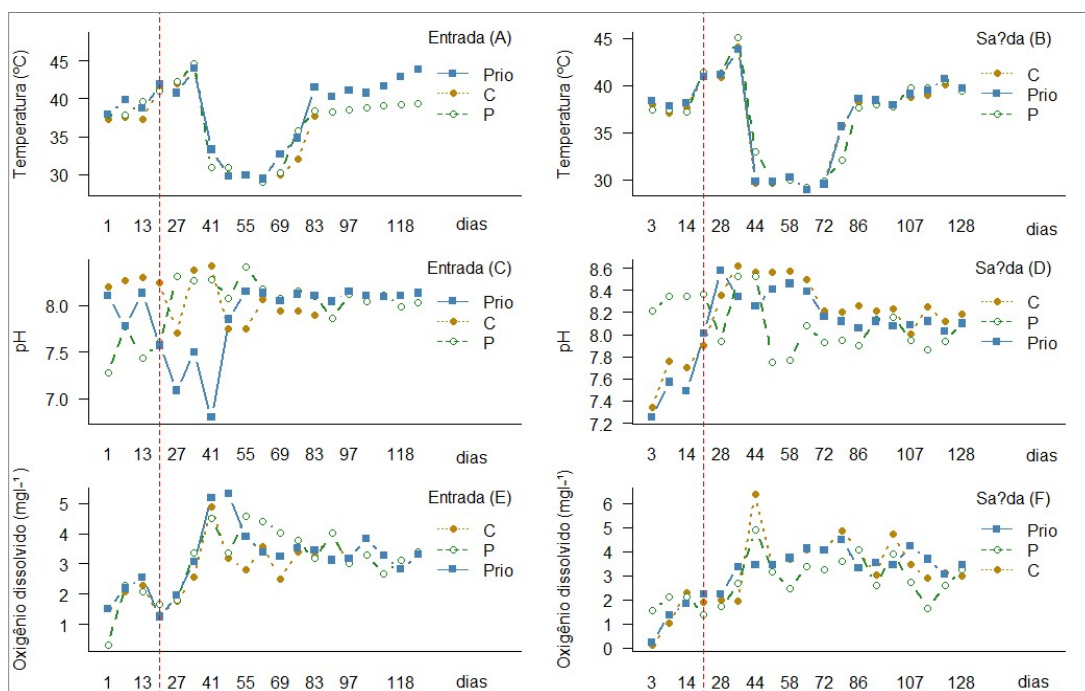 Entrada (A)
Temperatura (ºC)
45
40
35
30
Prio
C
P
1 13 27 41 55 69 83 97 118 dias
Sa?da (B)
Temperatura (ºC)
45
40
35
30
C
Prio
P
3 14 28 44 58 72 86 107 128 dias
Entrada (C)
pH
8.0
7.5
7.0
Prio
C
P
1 13 27 41 55 69 83 97 118 dias
Sa?da (D)
pH
8.6
8.4
8.2
8.0
7.8
7.6
7.4
7.2
C
P
Prio
3 14 28 44 58 72 86 107 128 dias
Entrada (E)
Oxigênio dissolvido (mgl-¹)
5
4
3
2
1
C
P
Prio
1 13 27 41 55 69 83 97 118 dias
Sa?da (F)
Oxigênio dissolvido (mgl-¹)
6
5
4
3
2
1
0
Prio
P
C
3 14 28 44 58 72 86 107 128 dias